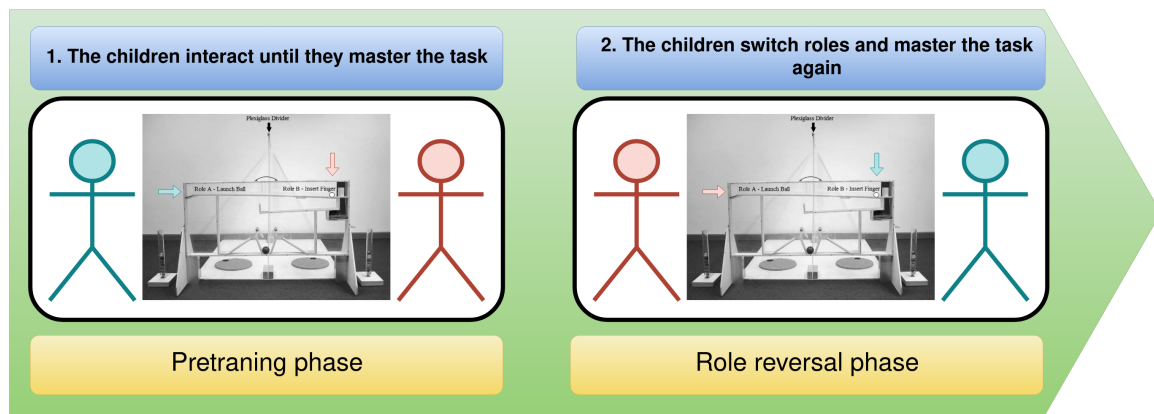 1. The children interact until they master the task
2. The children switch roles and master the task
again
Plexiglass Divider
Role A - Launch Ball
Role B - Insert Finger
Plexiglass Divider
Role A - Launch Ball
Role B - Insert Finger
Pretraning phase
Role reversal phase